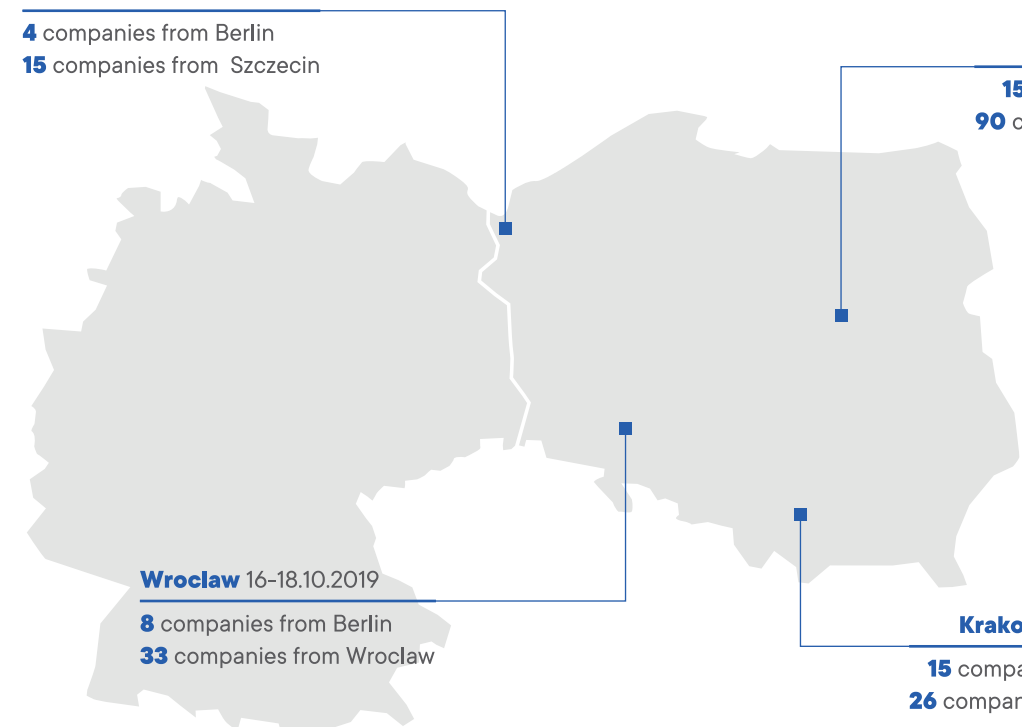 4 companies from Berlin
15 companies from Szczecin
15
90
Wroclaw 16-18.10.2019
8 companies from Berlin
33 companies from Wroclaw
15
26